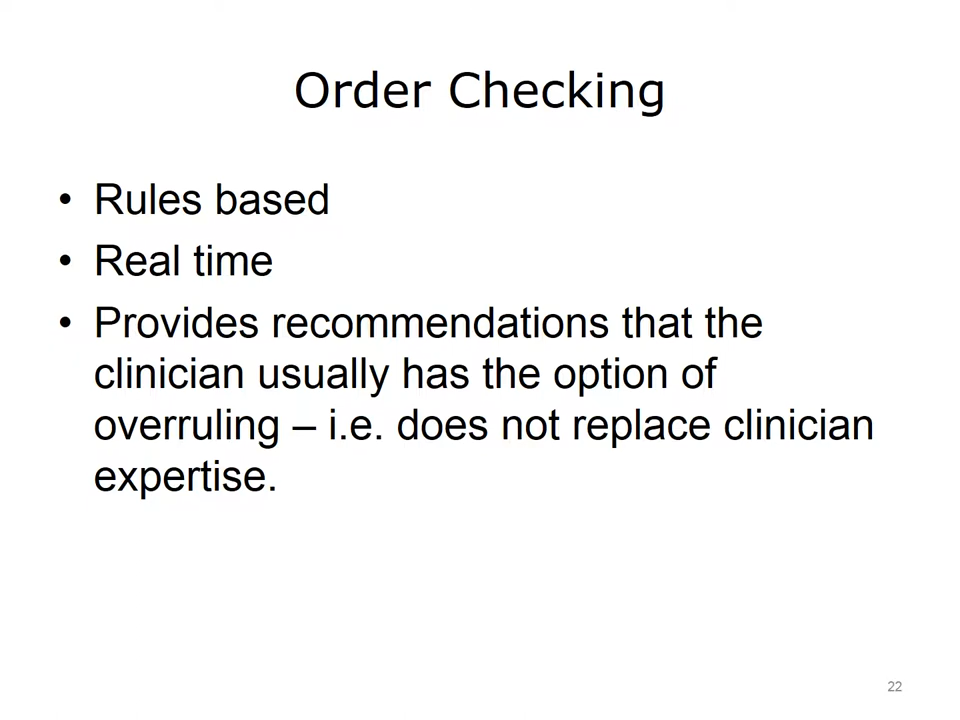 Order Checking
• Rules based
• Real time
• Provides recommendations that the
clinician usually has the option of
overruling – i.e. does not replace clinician
expertise.
22